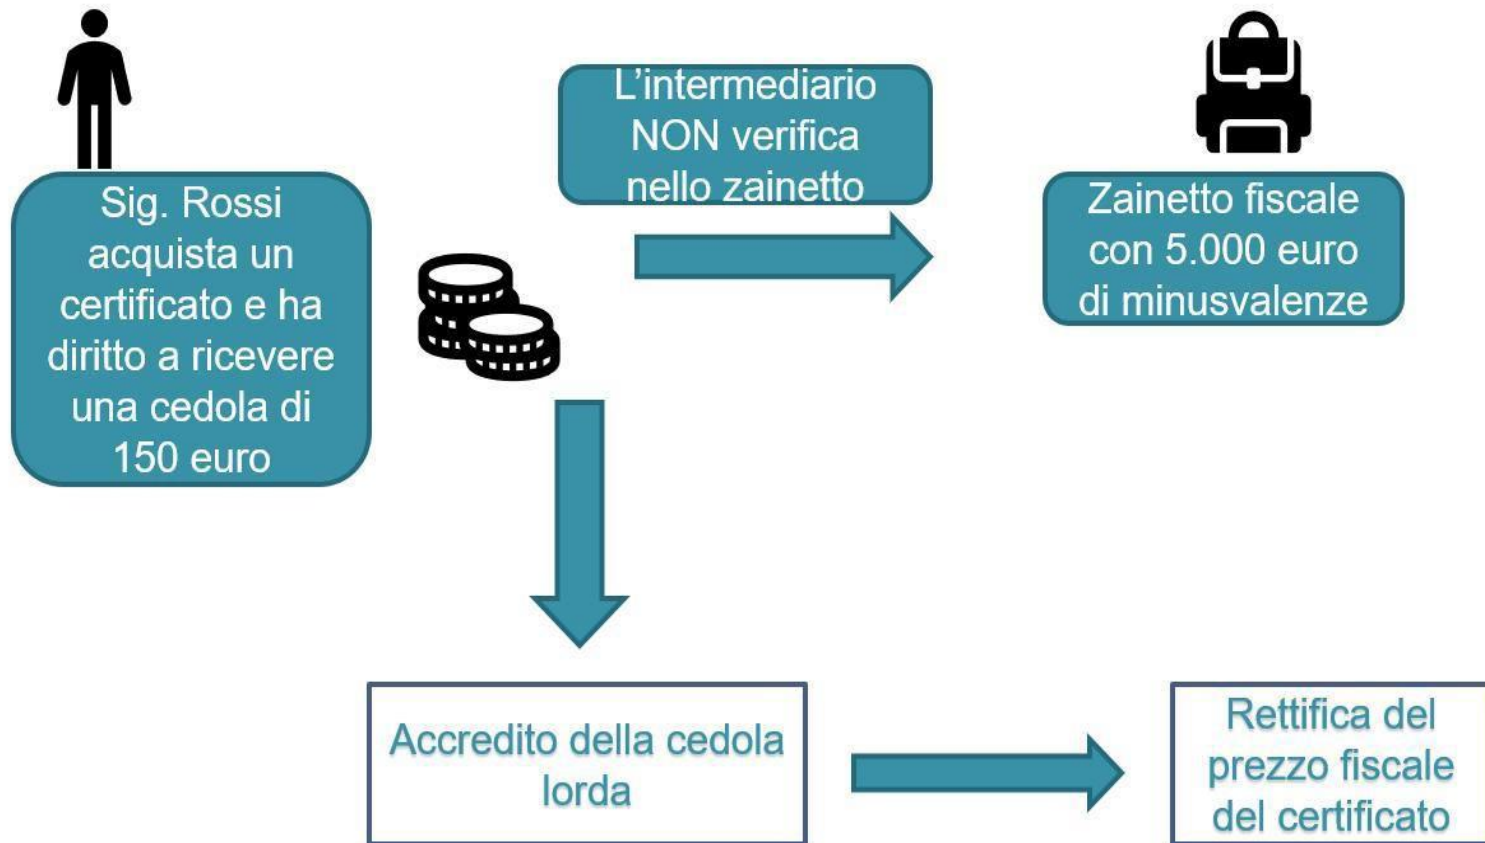 Sig. Rossi
acquista un
certificato e ha
diritto a ricevere
una cedola di
150 euro
L'intermediario
NON verifica
nello zainetto
Zainetto fiscale
con 5.000 euro
di minusvalenze
Accredito della cedola
lorda
Rettifica del
prezzo fiscale
del certificato